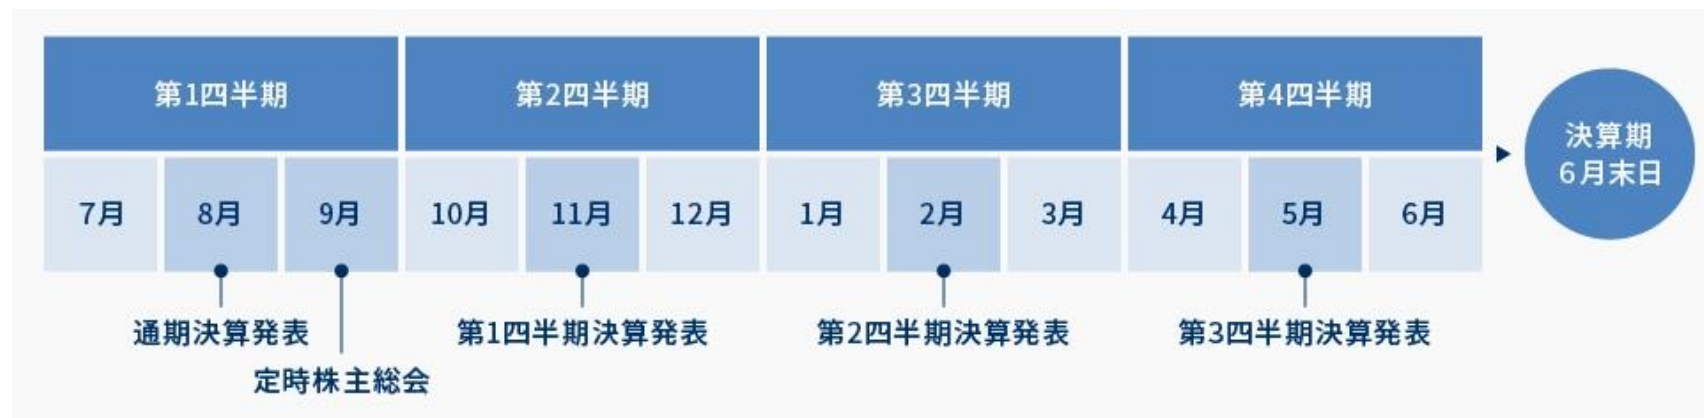 第1四半期
第2四半期
第3四半期
第4四半期
決算期
6月末日
7月
8月
9月
10月
11月
12月
1月
2月
3月
4月
5月
6月
通期決算発表
第1四半期決算発表
第2四半期決算発表
第3四半期決算発表
定時株主総会